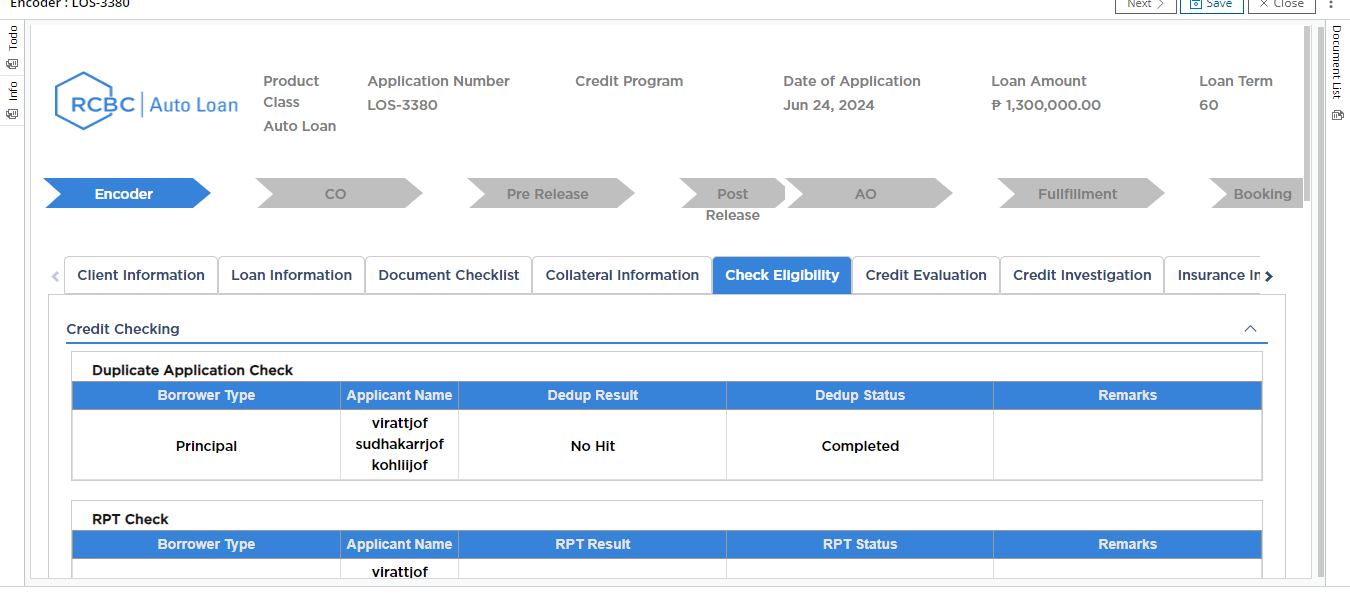 Encoder : LOS-3380
Next
Save
Close
Todo
Info
Document List
RCBC | Auto Loan
Product Class
Auto Loan
Application Number
LOS-3380
Credit Program
Date of Application
Jun 24, 2024
Loan Amount
₱ 1,300,000.00
Loan Term
60
Encoder
CO
Pre Release
Post Release
AO
Fullfillment
Booking
Client Information
Loan Information
Document Checklist
Collateral Information
Check Eligibility
Credit Evaluation
Credit Investigation
Insurance In
Credit Checking
Duplicate Application Check
Borrower Type Applicant Name Dedup Result Dedup Status Remarks
Principal virattjof sudhakarrjof kohliijof No Hit Completed
RPT Check
Borrower Type Applicant Name RPT Result RPT Status Remarks
virattjof